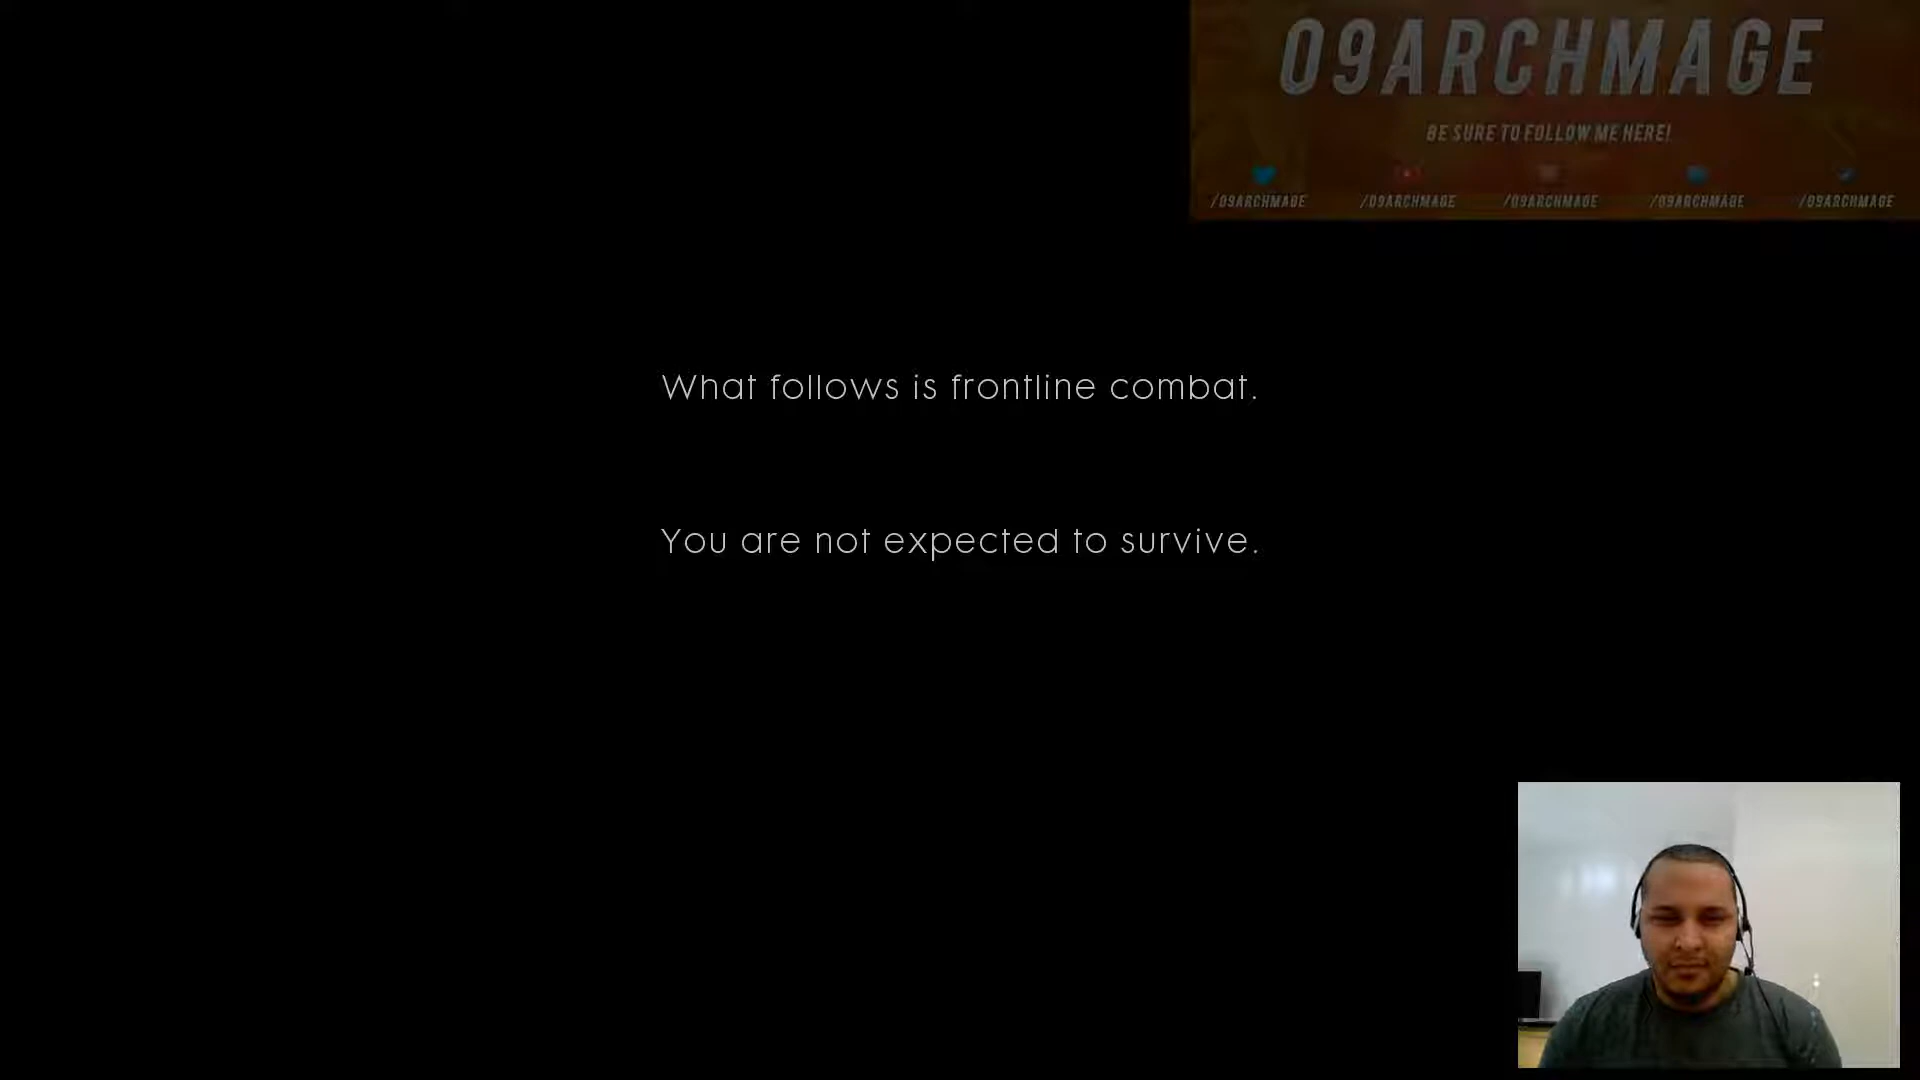 09ARCHMAGE
BE SURE TO FOLLOW ME HERE!
/09ARCHMAGE /09ARCHMAGE /09ARCHMAGE /09ARCHMAGE /09ARCHMAGE
What follows is frontline combat.
You are not expected to survive.